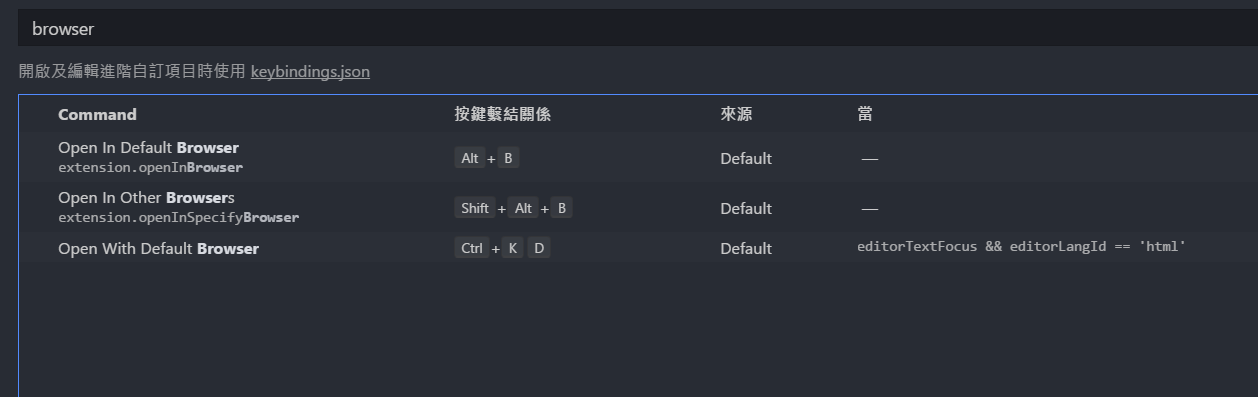 browser
開啟及編輯進階自訂項目時使用 keybindings.json
Command 按鍵繫結關係 來源 當
Open In Default Browser
extension.openInBrowser
Alt + B Default —
Open In Other Browsers
extension.openInSpecifyBrowser
Shift + Alt + B Default —
Open With Default Browser Ctrl + K D Default editorTextFocus && editorLangId == 'html'